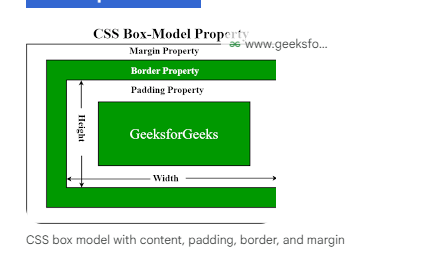 CSS Box-Model Property
www.geeksfo...
Margin Property
Border Property
Padding Property
Height
GeeksforGeeks
Width
CSS box model with content, padding, border, and margin